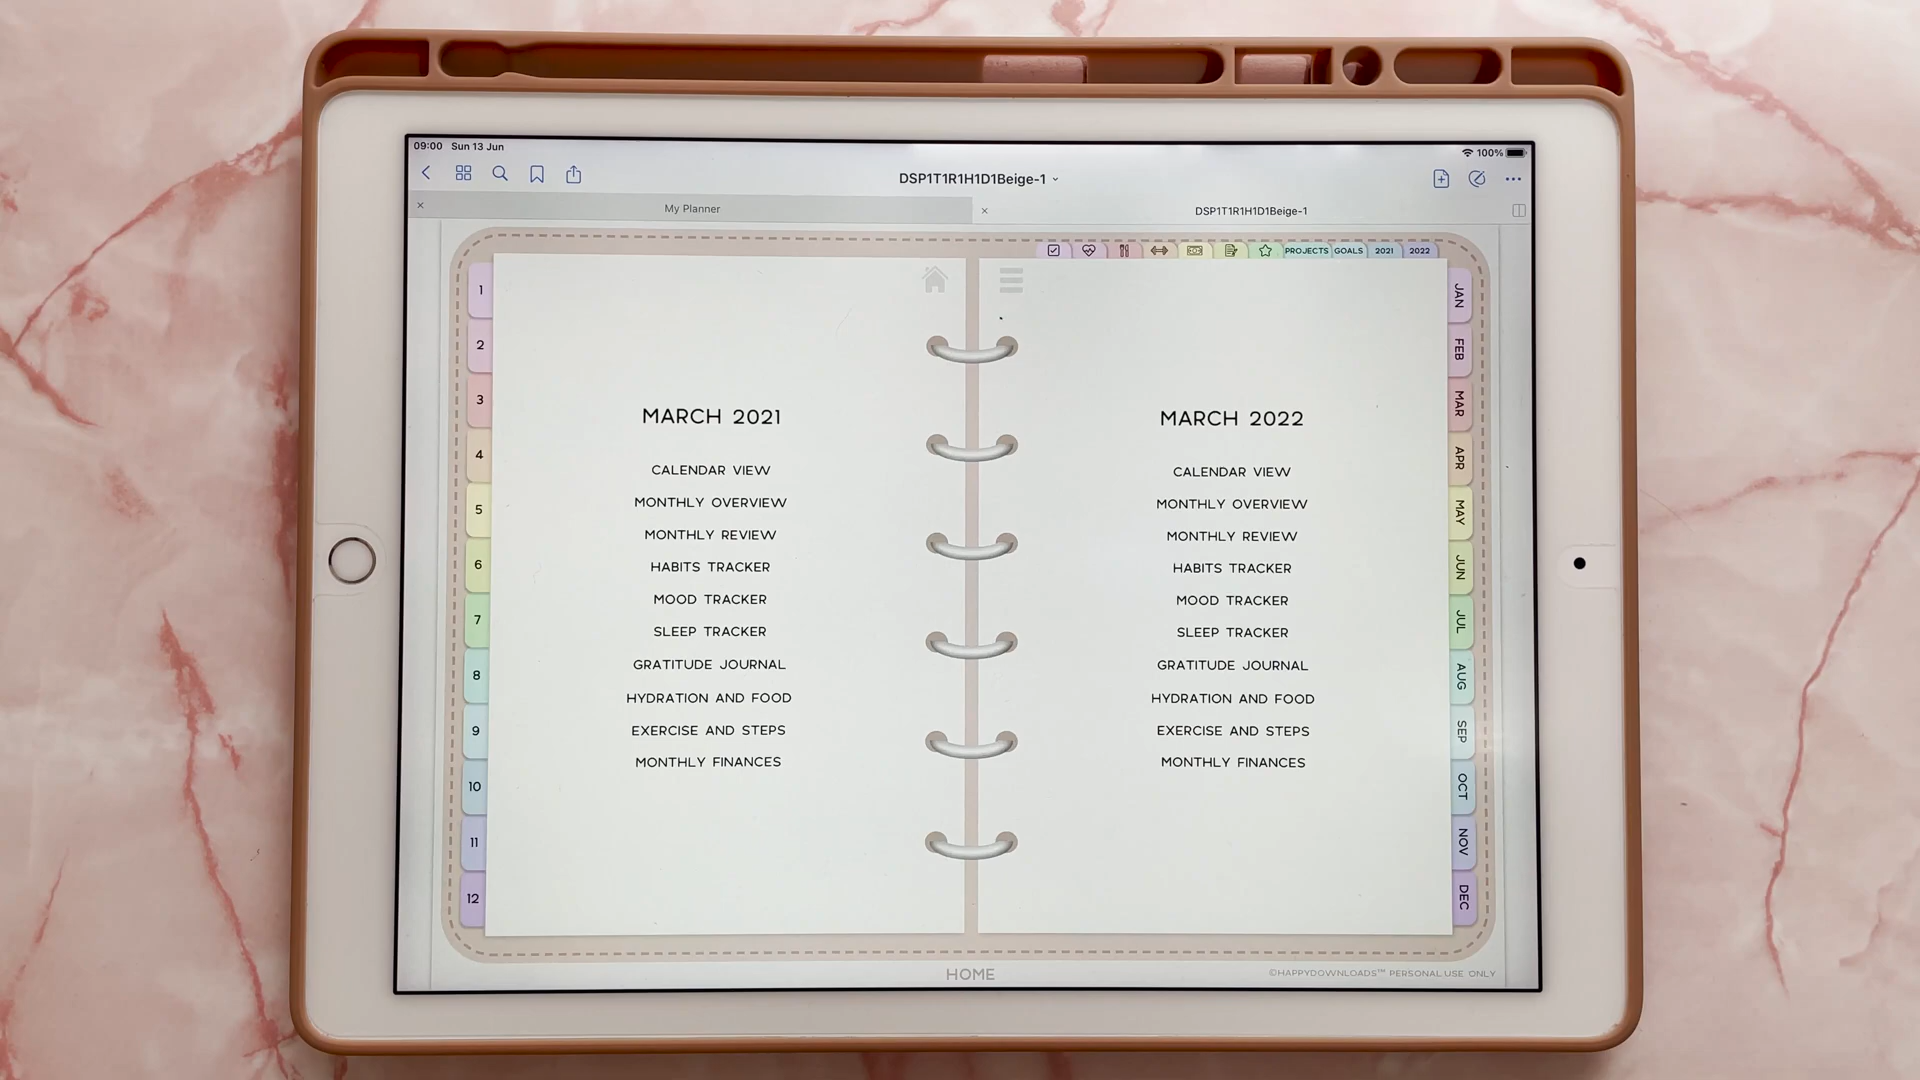 09:00 Sun 13 Jun
100%
DSP1T1R1H1D1Beige-1
My Planner
DSP1T1R1H1D1Beige-1
PROJECTS
GOALS
2021
2022
1
2
3
4
5
6
7
8
9
10
11
12
MARCH 2021
CALENDAR VIEW
MONTHLY OVERVIEW
MONTHLY REVIEW
HABITS TRACKER
MOOD TRACKER
SLEEP TRACKER
GRATITUDE JOURNAL
HYDRATION AND FOOD
EXERCISE AND STEPS
MONTHLY FINANCES
MARCH 2022
CALENDAR VIEW
MONTHLY OVERVIEW
MONTHLY REVIEW
HABITS TRACKER
MOOD TRACKER
SLEEP TRACKER
GRATITUDE JOURNAL
HYDRATION AND FOOD
EXERCISE AND STEPS
MONTHLY FINANCES
JAN
FEB
MAR
APR
MAY
JUN
JUL
AUG
SEP
OCT
NOV
DEC
HOME
©HAPPYDOWNLOADS™ PERSONAL USE ONLY